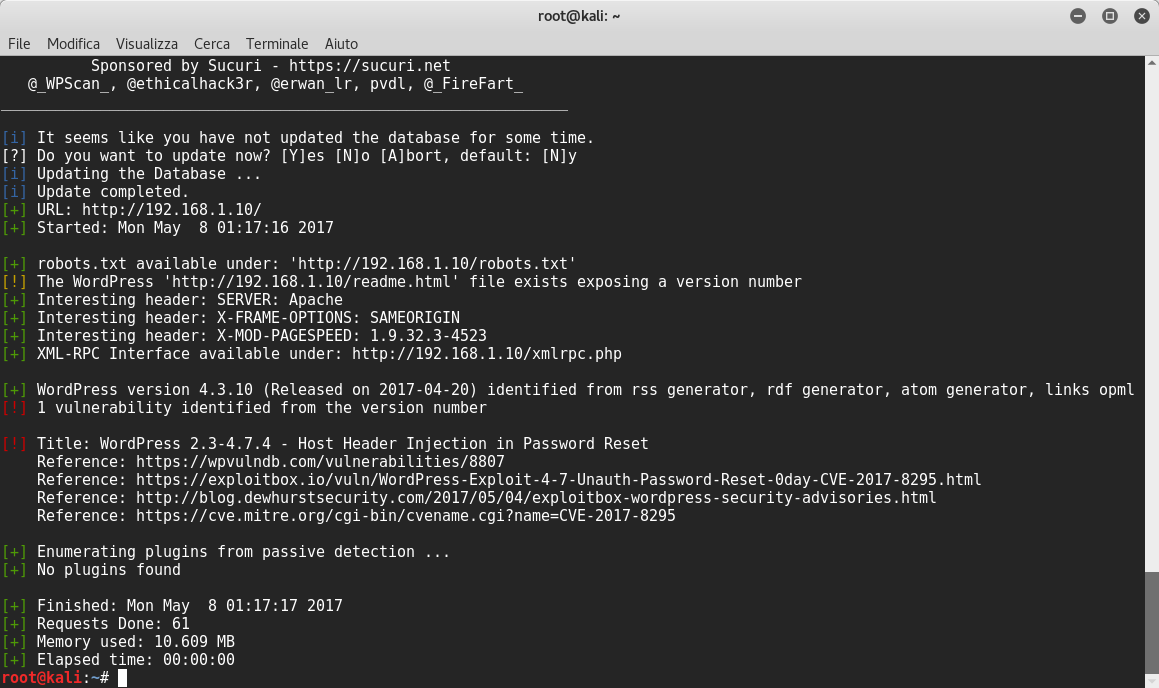 root@kali: ~
File Modifica Visualizza Cerca Terminale Aiuto
Sponsored by Sucuri - https://sucuri.net
@_WPScan_, @ethicalhack3r, @erwan_lr, pvdl, @_FireFart_
_______________________________________________________________
[i] It seems like you have not updated the database for some time.
[?] Do you want to update now? [Y]es [N]o [A]bort, default: [N]y
[i] Updating the Database ...
[i] Update completed.
[+] URL: http://192.168.1.10/
[+] Started: Mon May  8 01:17:16 2017
[+] robots.txt available under: 'http://192.168.1.10/robots.txt'
[!] The WordPress 'http://192.168.1.10/readme.html' file exists exposing a version number
[+] Interesting header: SERVER: Apache
[+] Interesting header: X-FRAME-OPTIONS: SAMEORIGIN
[+] Interesting header: X-MOD-PAGESPEED: 1.9.32.3-4523
[+] XML-RPC Interface available under: http://192.168.1.10/xmlrpc.php
[+] WordPress version 4.3.10 (Released on 2017-04-20) identified from rss generator, rdf generator, atom generator, links opml
[!] 1 vulnerability identified from the version number
[!] Title: WordPress 2.3-4.7.4 - Host Header Injection in Password Reset
Reference: https://wpvulndb.com/vulnerabilities/8807
Reference: https://exploitbox.io/vuln/WordPress-Exploit-4-7-Unauth-Password-Reset-0day-CVE-2017-8295.html
Reference: http://blog.dewhurstsecurity.com/2017/05/04/exploitbox-wordpress-security-advisories.html
Reference: https://cve.mitre.org/cgi-bin/cvename.cgi?name=CVE-2017-8295
[+] Enumerating plugins from passive detection ...
[+] No plugins found
[+] Finished: Mon May  8 01:17:17 2017
[+] Requests Done: 61
[+] Memory used: 10.609 MB
[+] Elapsed time: 00:00:00
root@kali:~#